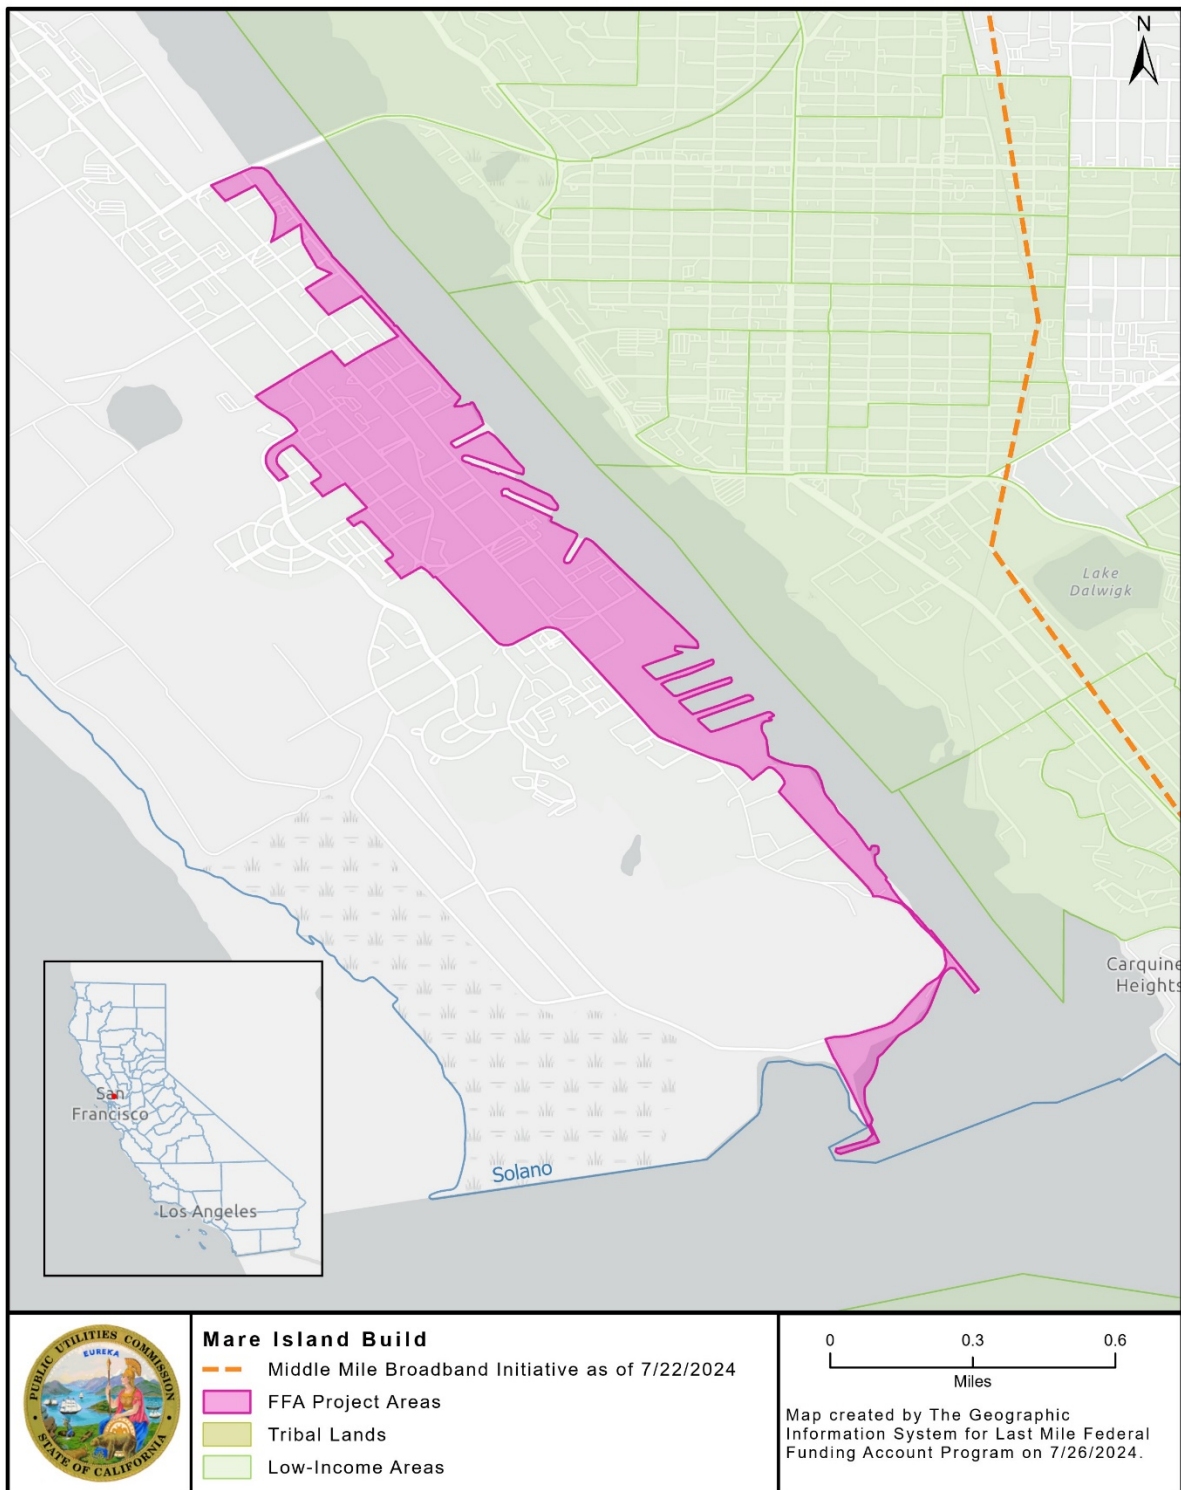 N
Lake
Dalwigk
Carquine
Heights
San
Francisco
Los Angeles
Solano
PUBLIC UTILITIES COMMISSION
EUREKA
STATE OF CALIFORNIA
Mare Island Build
Middle Mile Broadband Initiative as of 7/22/2024
FFA Project Areas
Tribal Lands
Low-Income Areas
0 0.3 0.6
Miles
Map created by The Geographic
Information System for Last Mile Federal
Funding Account Program on 7/26/2024.